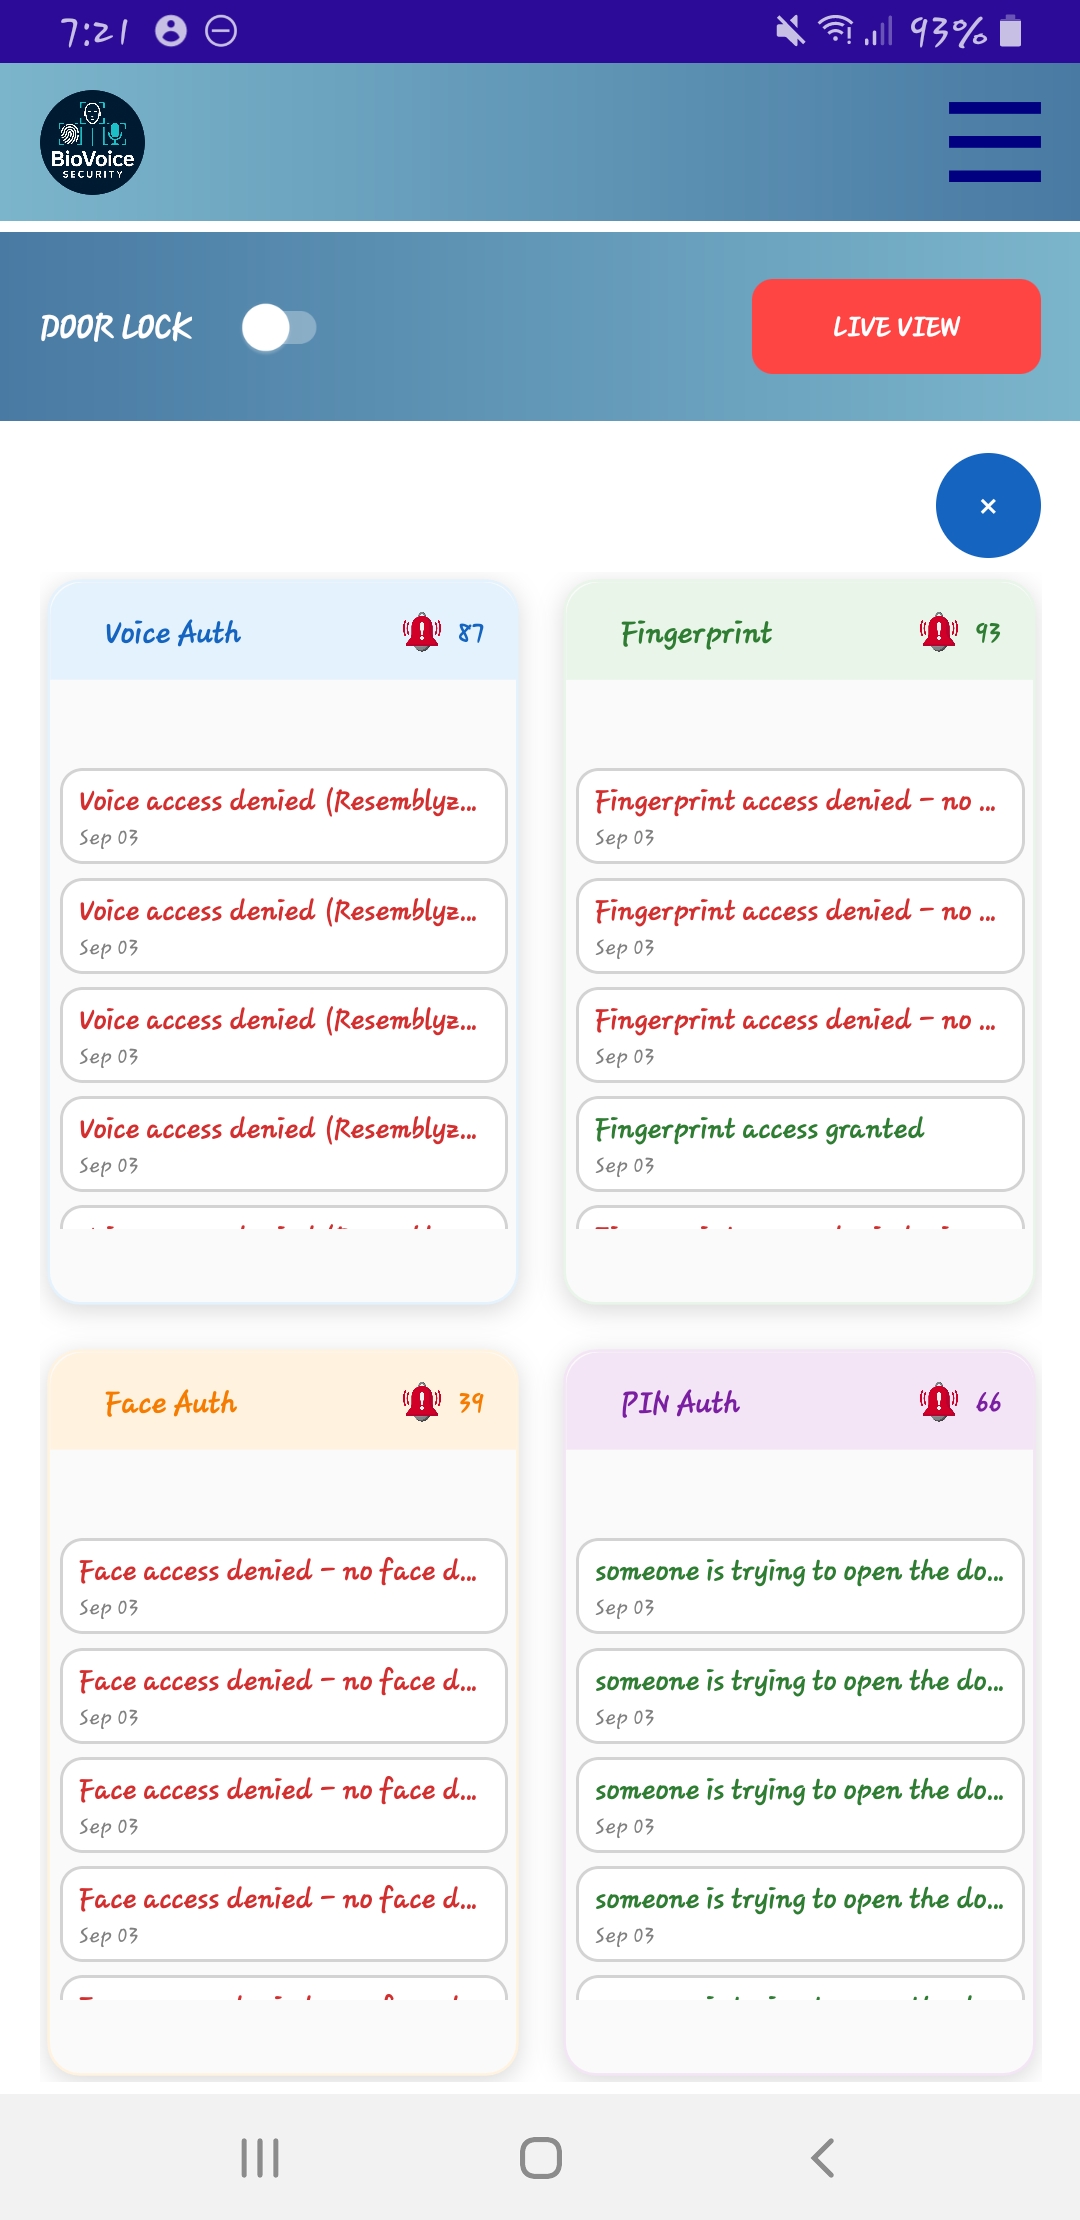 7:21
93%
BioVoice
SECURITY
DOOR LOCK
LIVE VIEW
×
Voice Auth 87
Voice access denied (Resemblyz...
Sep 03
Voice access denied (Resemblyz...
Sep 03
Voice access denied (Resemblyz...
Sep 03
Voice access denied (Resemblyz...
Sep 03
Fingerprint 93
Fingerprint access denied – no ...
Sep 03
Fingerprint access denied – no ...
Sep 03
Fingerprint access denied – no ...
Sep 03
Fingerprint access granted
Sep 03
Face Auth 39
Face access denied – no face d...
Sep 03
Face access denied – no face d...
Sep 03
Face access denied – no face d...
Sep 03
Face access denied – no face d...
Sep 03
PIN Auth 66
someone is trying to open the do...
Sep 03
someone is trying to open the do...
Sep 03
someone is trying to open the do...
Sep 03
someone is trying to open the do...
Sep 03